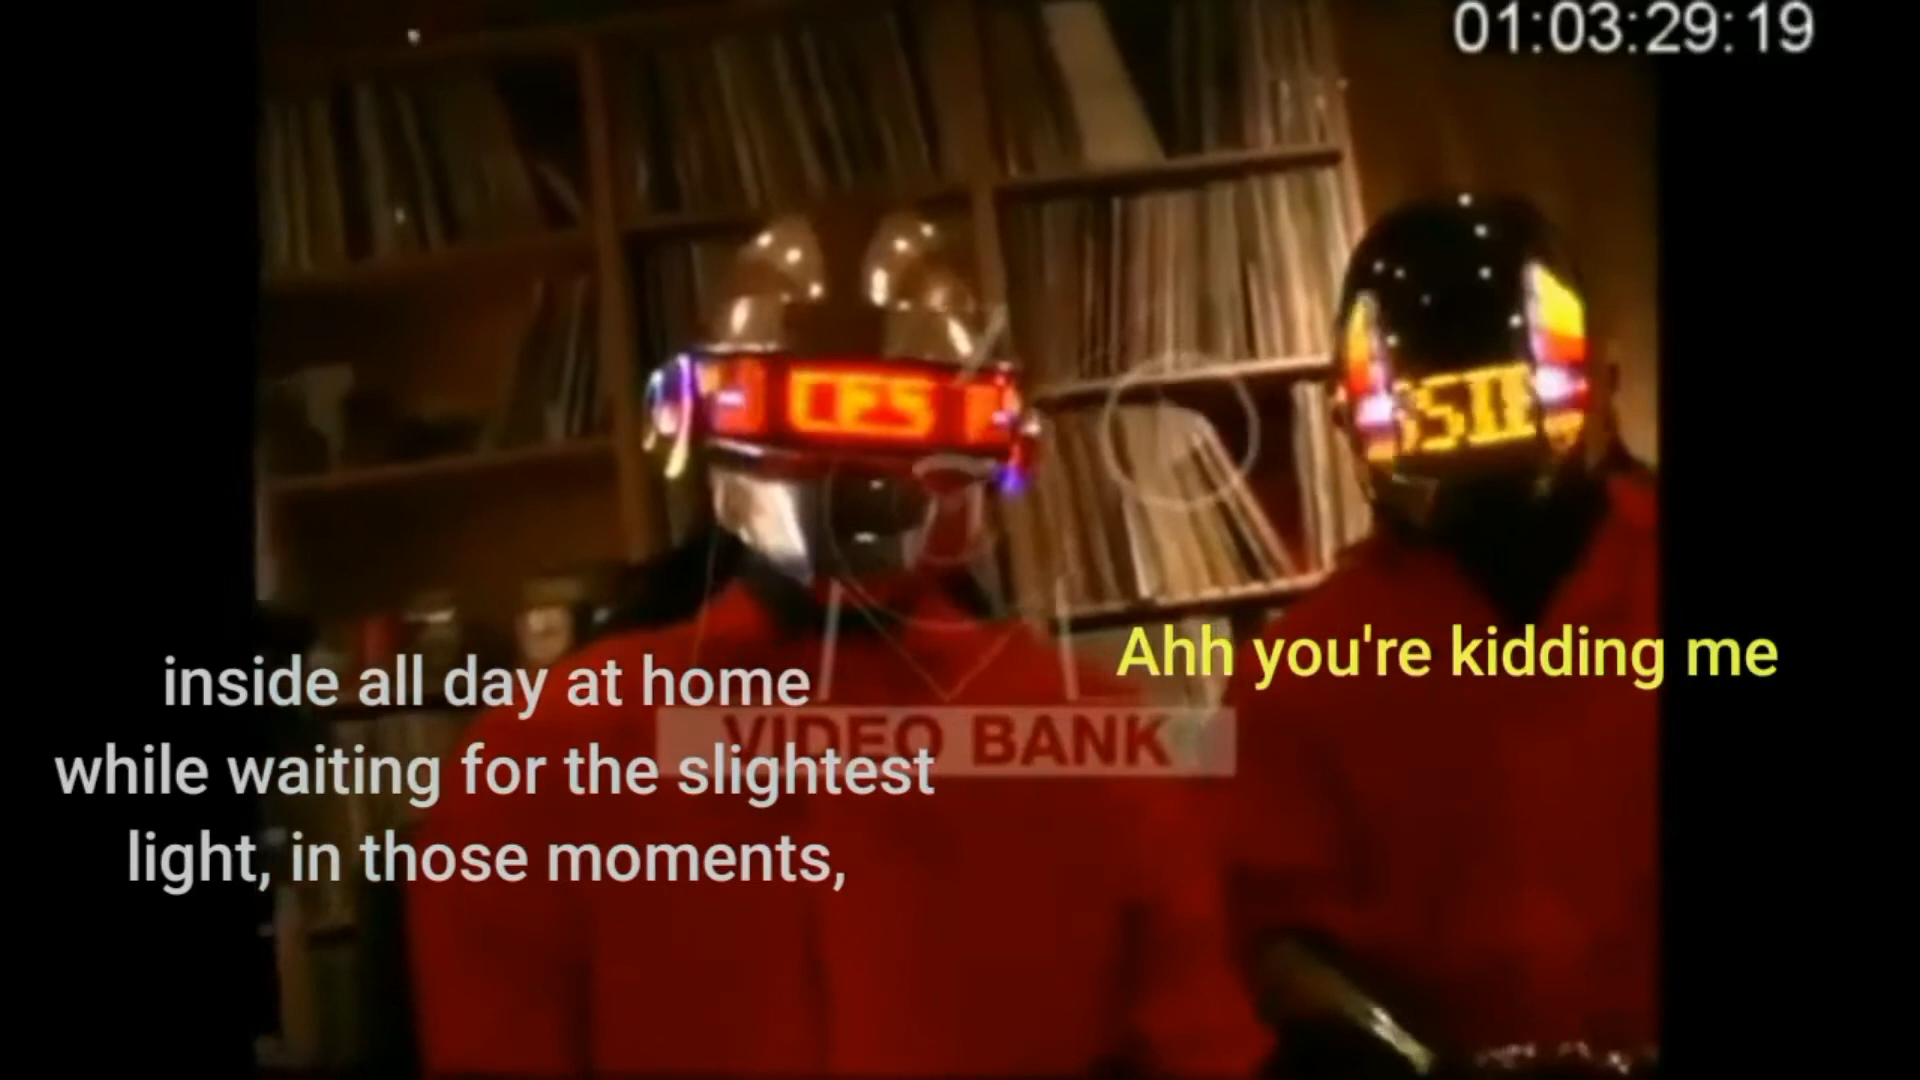 01:03:29:19
inside all day at home
while waiting for the slightest
light, in those moments,
Ahh you're kidding me
VIDEO BANK